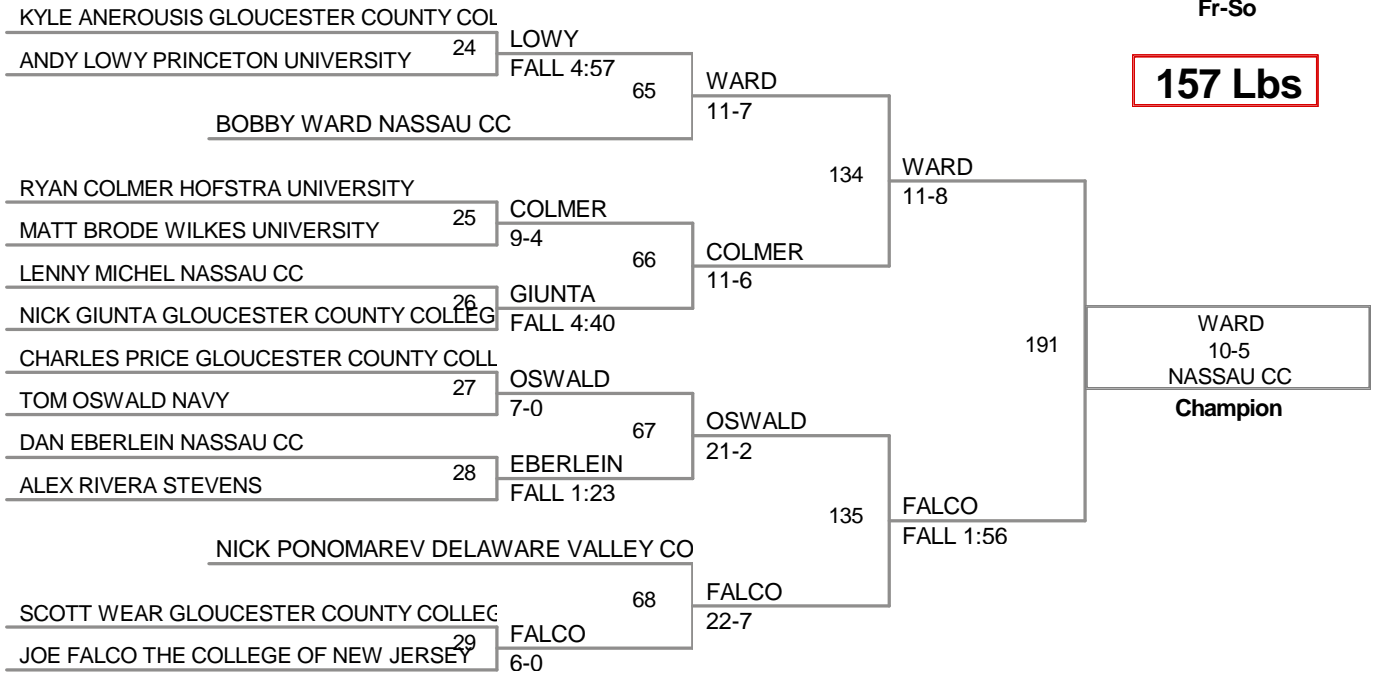 Fr-So
157 Lbs
KYLE ANEROUSIS GLOUCESTER COUNTY COL
24
ANDY LOWY PRINCETON UNIVERSITY
LOWY
FALL 4:57
65
BOBBY WARD NASSAU CC
WARD
11-7
RYAN COLMER HOFSTRA UNIVERSITY
25
MATT BRODE WILKES UNIVERSITY
COLMER
9-4
66
LENNY MICHEL NASSAU CC
26
NICK GIUNTA GLOUCESTER COUNTY COLLEG
GIUNTA
FALL 4:40
COLMER
11-6
134
WARD
11-8
CHARLES PRICE GLOUCESTER COUNTY COLL
27
TOM OSWALD NAVY
OSWALD
7-0
67
DAN EBERLEIN NASSAU CC
28
ALEX RIVERA STEVENS
EBERLEIN
FALL 1:23
OSWALD
21-2
135
NICK PONOMAREV DELAWARE VALLEY CO
68
SCOTT WEAR GLOUCESTER COUNTY COLLEG
29
JOE FALCO THE COLLEGE OF NEW JERSEY
FALCO
6-0
FALCO
22-7
FALCO
FALL 1:56
191
WARD
10-5
NASSAU CC
Champion